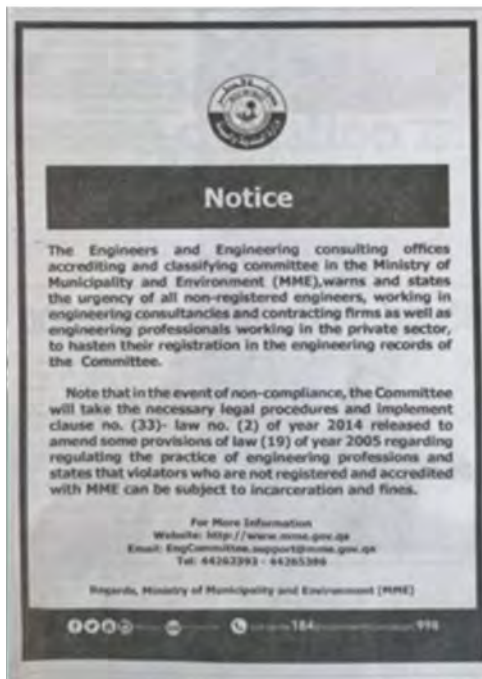 Notice
The Engineers and Engineering consulting offices
accrediting and classifying committee in the Ministry of
Municipality and Environment (MME),warns and states
the urgency of all non-registered engineers, working in
engineering consultancies and contracting firms as well as
engineering professionals working in the private sector,
to hasten their registration in the engineering records of
the Committee.
Note that in the event of non-compliance, the Committee
will take the necessary legal procedures and implement
clause no. (33)- law no. (2) of year 2014 released to
amend some provisions of law (19) of year 2005 regarding
regulating the practice of engineering professions and
states that violators who are not registered and accredited
with MME can be subject to incarceration and fines.
For More Information
Website: http://www.mme.gov.qa
Email: EngCommittee.support@mme.gov.qa
Tel:
Regards, Ministry of Municipality and Environment (MME)
184